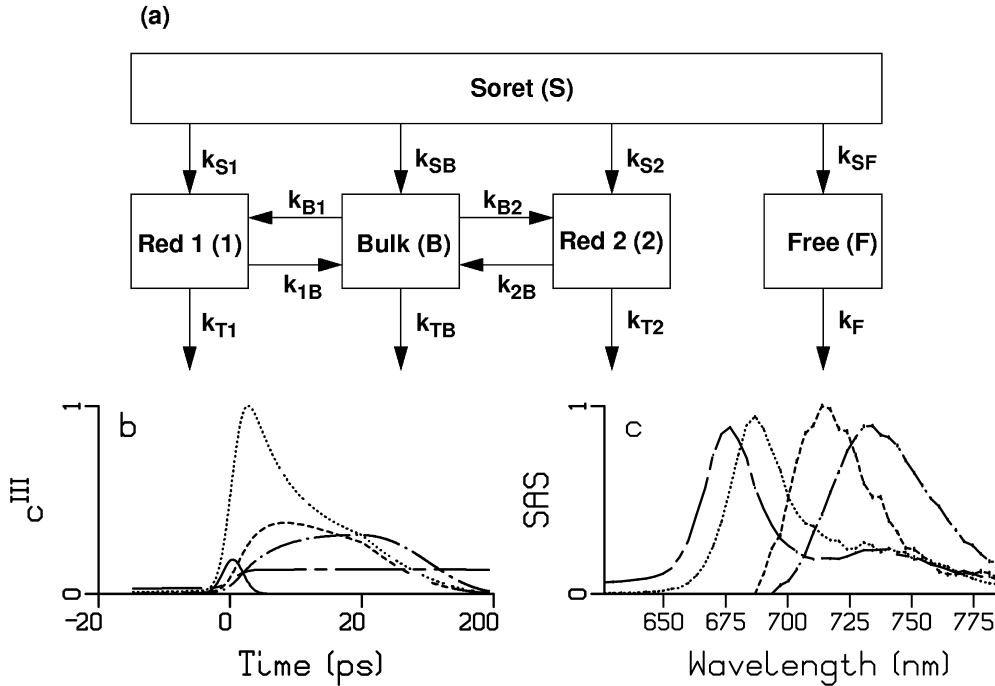 (a)
Soret (S)
kS1 kSB kS2 kSF
kB1 kB2
Red 1 (1) Bulk (B) Red 2 (2) Free (F)
k1B k2B
kT1 kTB kT2 kF
1 b 1 c
cIII SAS
0 0
-20 0 20 200 650 675 700 725 750 775
Time (ps) Wavelength (nm)